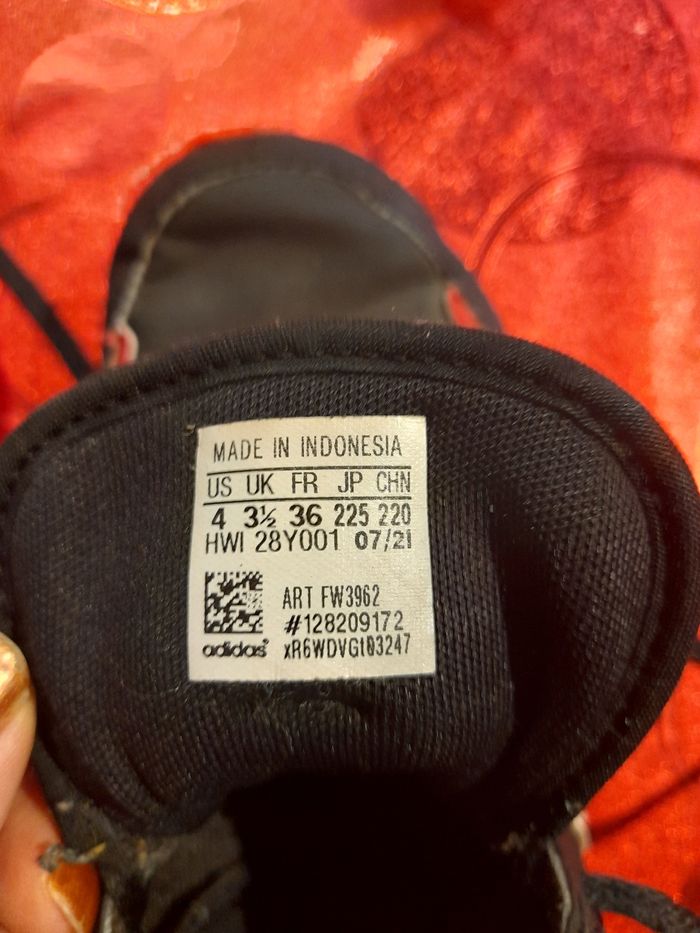 MADE IN INDONESIA
US UK FR JP CHN
4 3½ 36 225 220
HWI 28Y001 07/21
ART FW3962
#128209172
adidas xR6WDVGt03247